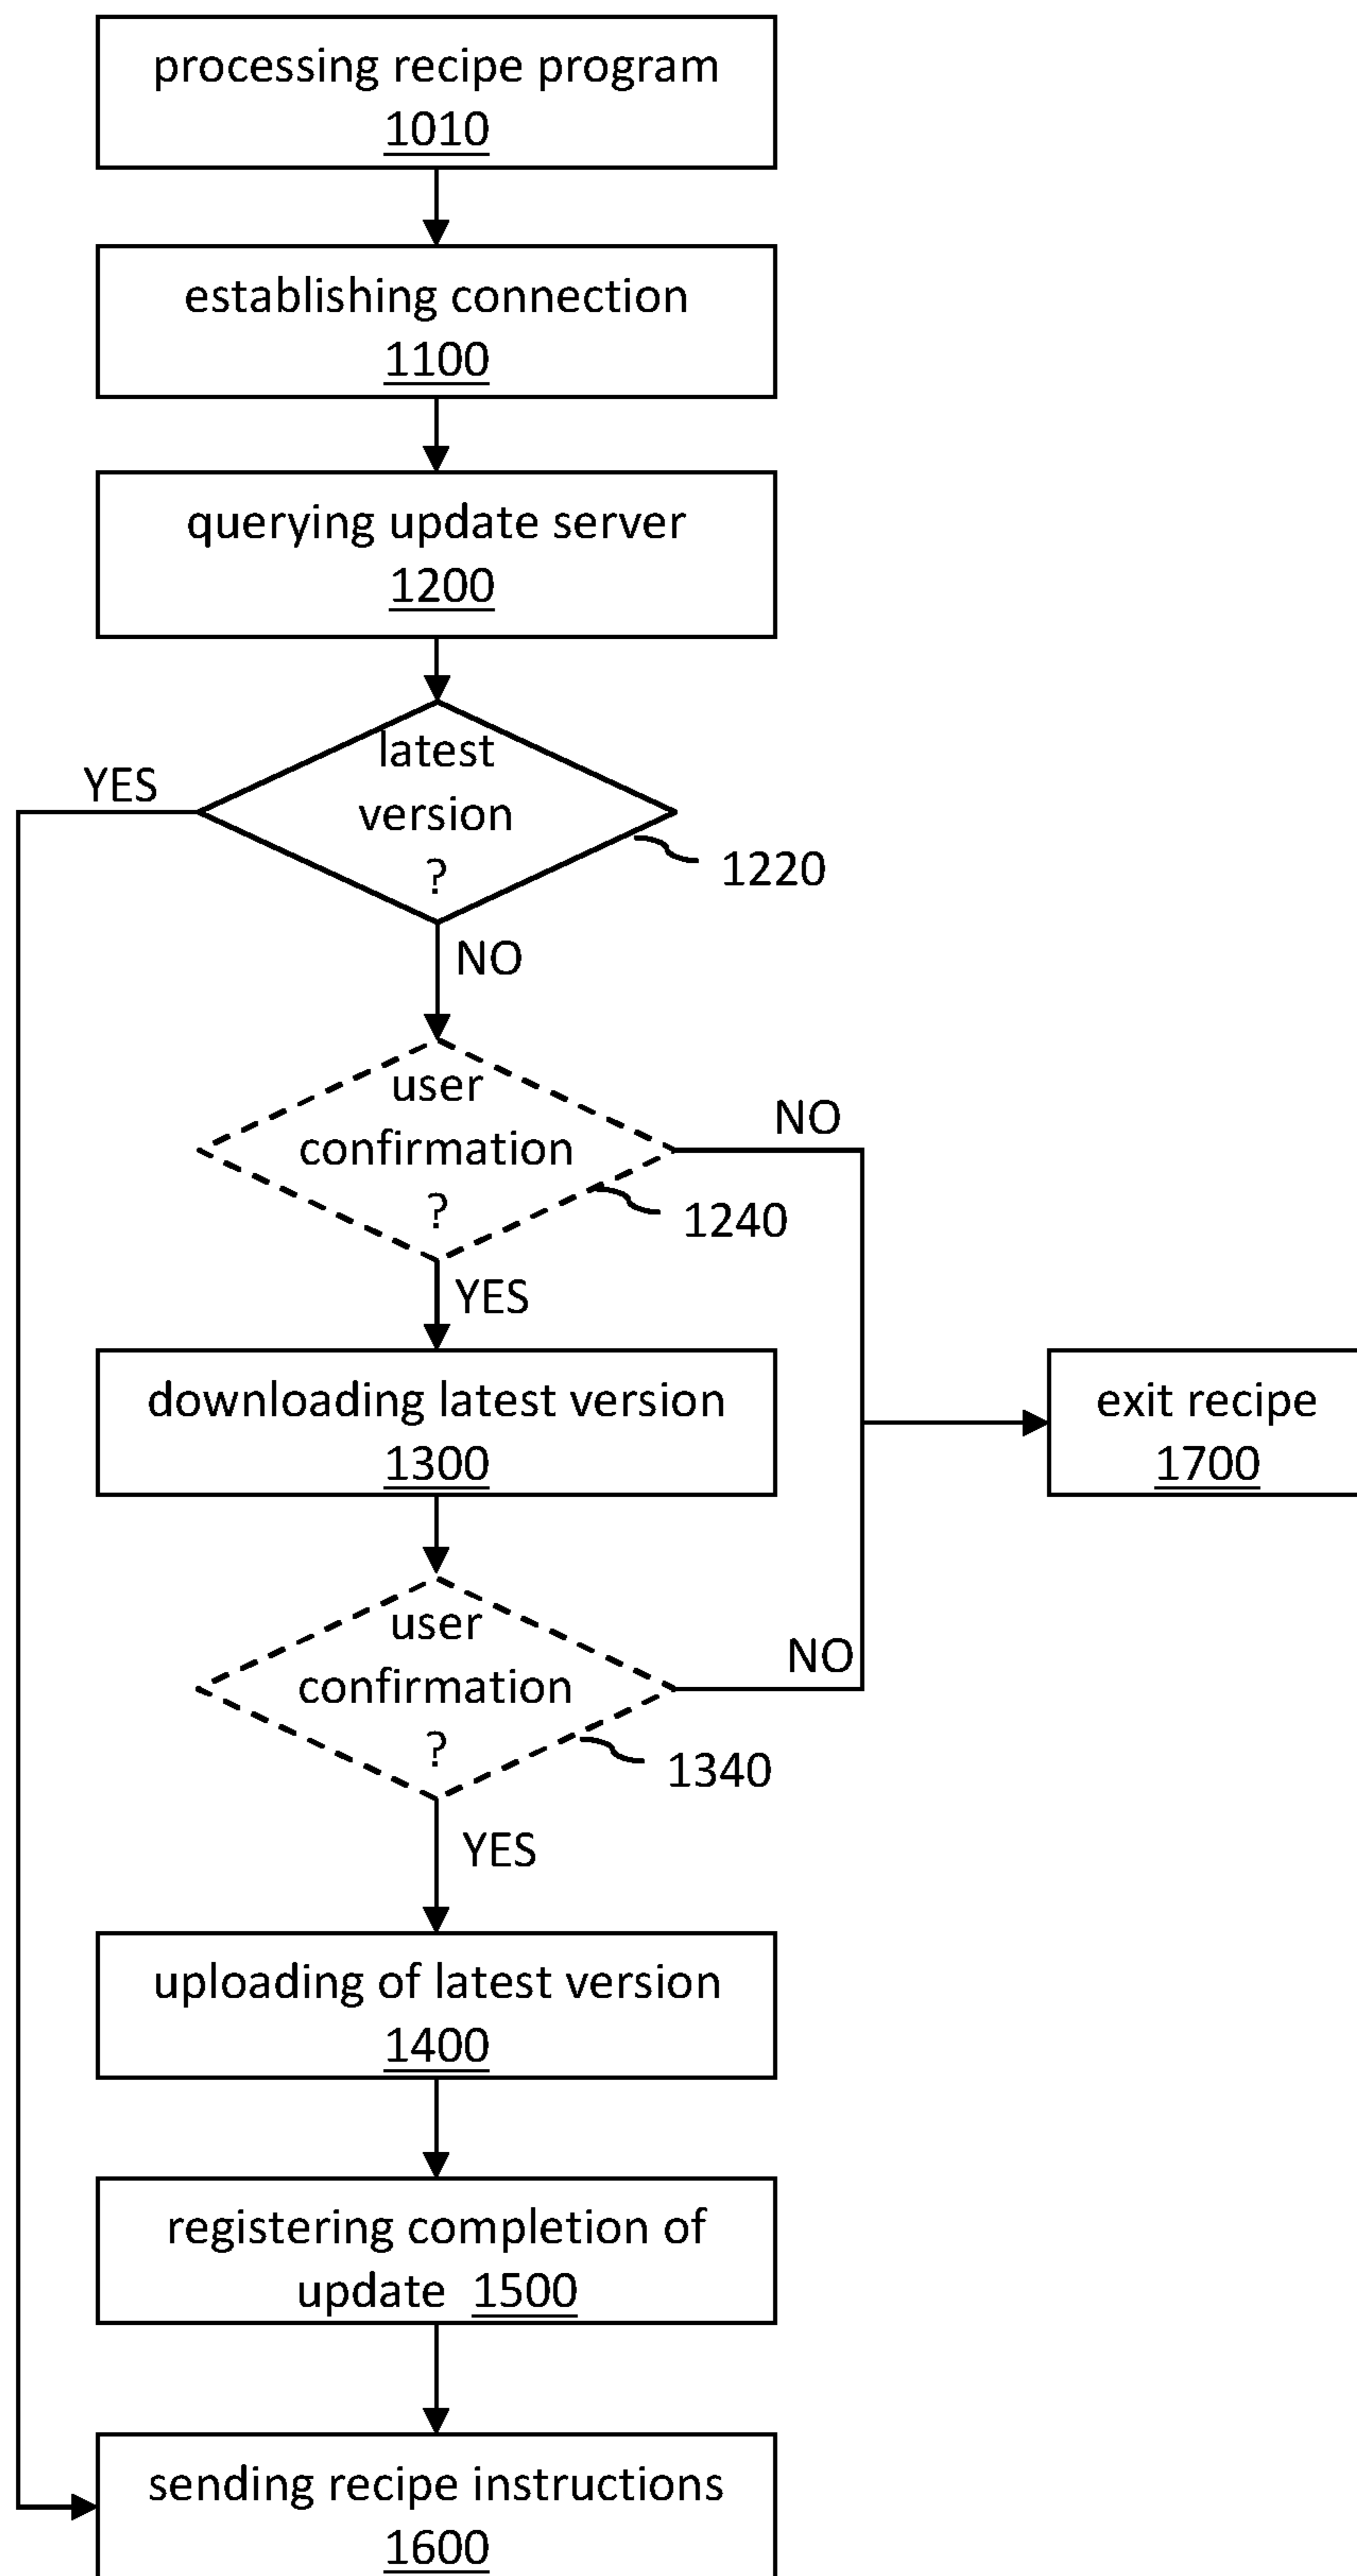 processing recipe program
1010
establishing connection
1100
querying update server
1200
latest
version
?
YES
1220
NO
user
confirmation
?
NO
1240
YES
downloading latest version
1300
exit recipe
1700
user
confirmation
?
NO
1340
YES
uploading of latest version
1400
registering completion of
update 1500
sending recipe instructions
1600